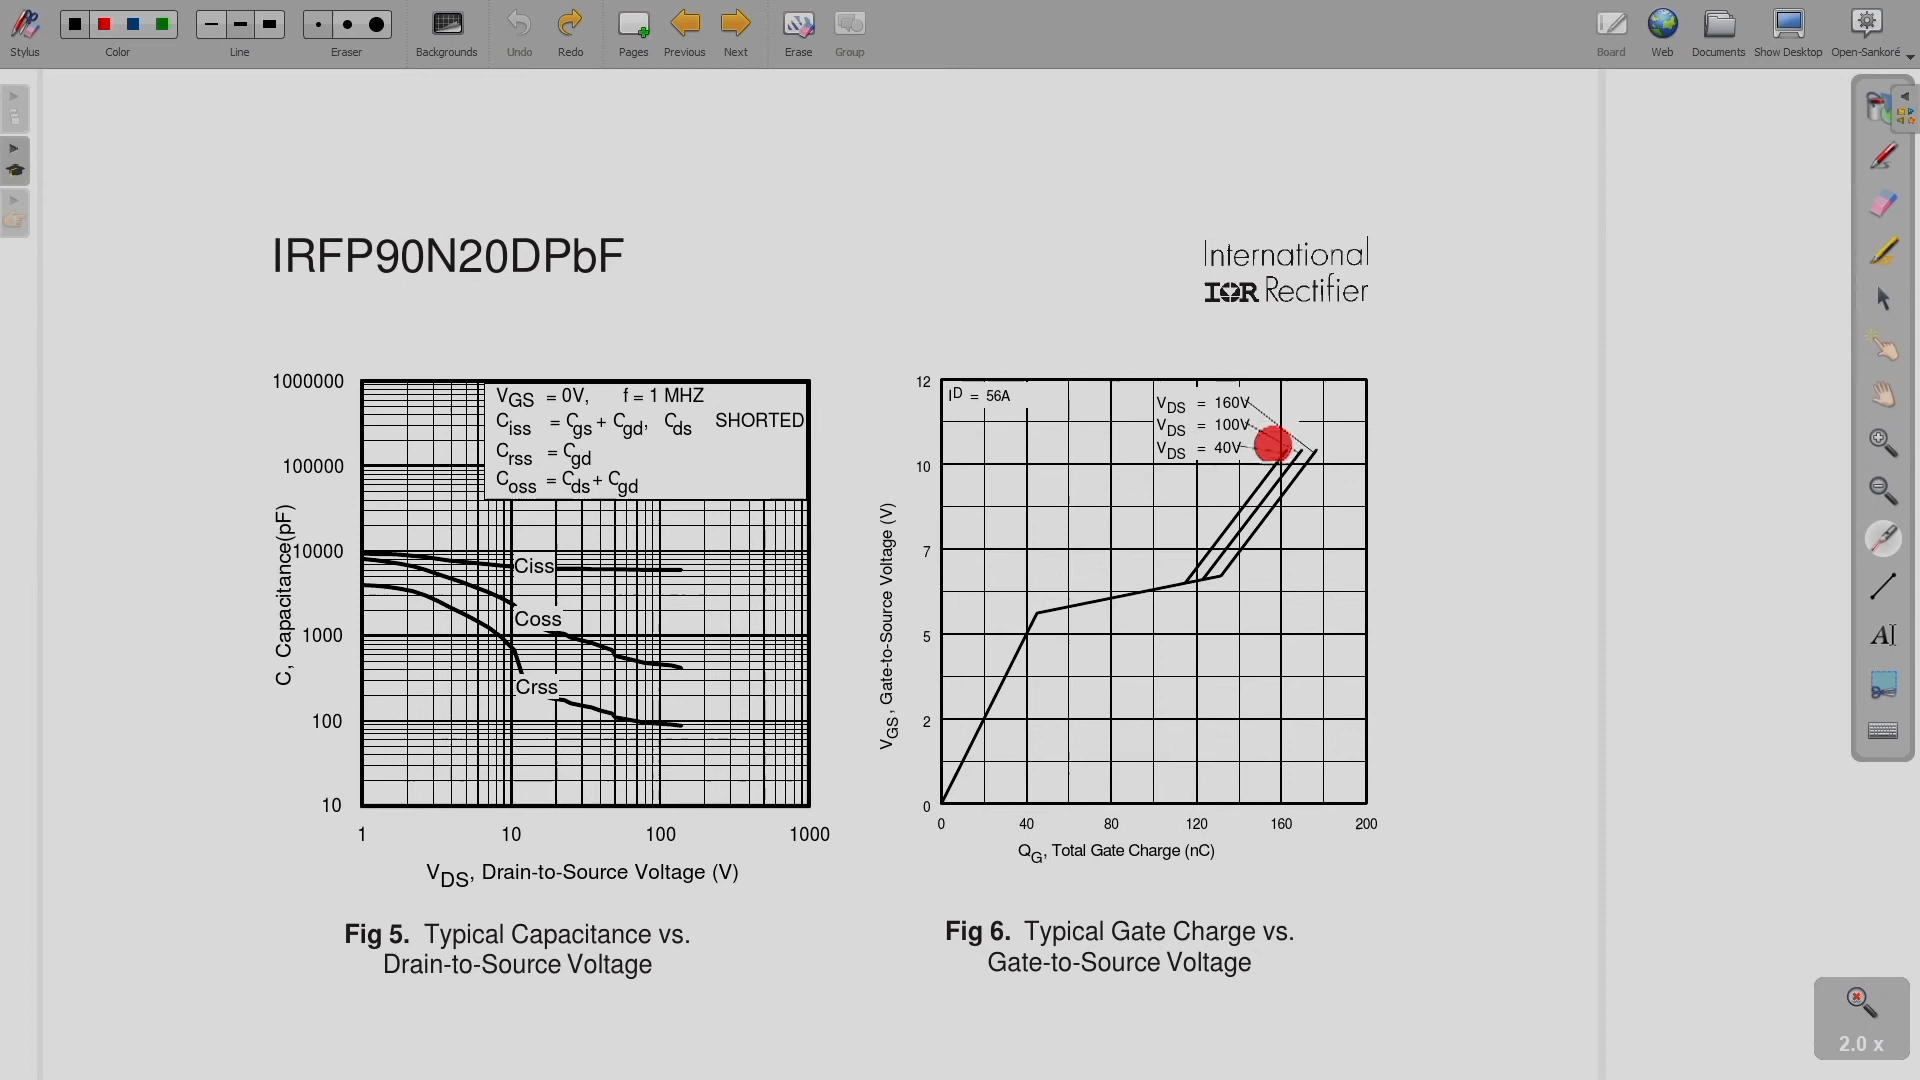 Stylus
Color
Line
Eraser
Backgrounds
Undo
Redo
Pages
Previous
Next
Erase
Group
Board
Web
Documents
Show Desktop
Open-Sankoré
IRFP90N20DPbF
International
IOR Rectifier
1000000
100000
10000
1000
100
10
C, Capacitance(pF)
VGS = 0V, f = 1 MHZ
Ciss = Cgs + Cgd, Cds SHORTED
Crss = Cgd
Coss = Cds + Cgd
Ciss
Coss
Crss
1 10 100 1000
VDS, Drain-to-Source Voltage (V)
Fig 5. Typical Capacitance vs.
Drain-to-Source Voltage
12
10
7
5
2
0
VGS, Gate-to-Source Voltage (V)
ID = 56A
VDS = 160V
VDS = 100V
VDS = 40V
0 40 80 120 160 200
QG, Total Gate Charge (nC)
Fig 6. Typical Gate Charge vs.
Gate-to-Source Voltage
A
2.0 x